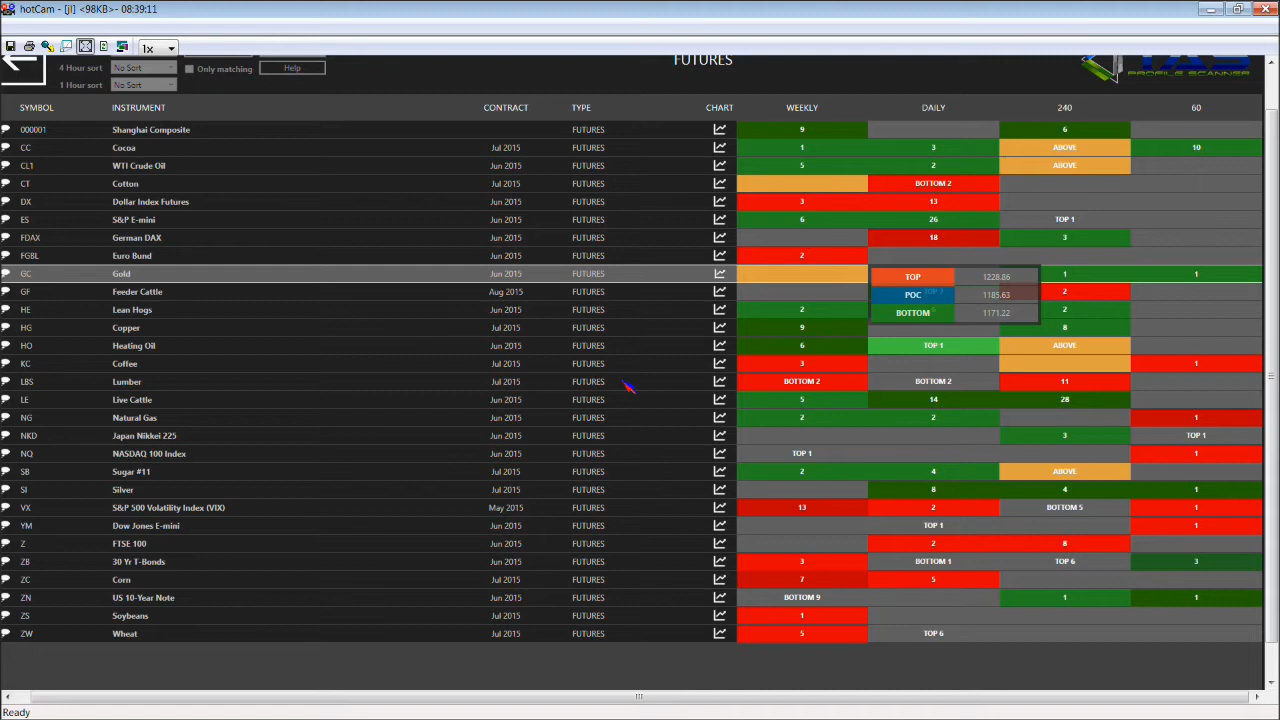 hotCam - [jl] <98KB>- 08:39:11
1x
4 Hour sort No Sort Only matching Help FUTURES
PROFILE SCANNER
1 Hour sort No Sort
SYMBOL INSTRUMENT CONTRACT TYPE CHART WEEKLY DAILY 240 60
000001 Shanghai Composite FUTURES 9 6
CC Cocoa Jul 2015 FUTURES 1 3 ABOVE 10
CL1 WTI Crude Oil Jun 2015 FUTURES 5 2 ABOVE
CT Cotton Jul 2015 FUTURES BOTTOM 2
DX Dollar Index Futures Jun 2015 FUTURES 3 13
ES S&P E-mini Jun 2015 FUTURES 6 26 TOP 1
German DAX Jun 2015 FUTURES 18 3
Euro Bund Jun 2015 FUTURES 2
GC Gold Jun 2015 FUTURES TOP 1228.86 1 1
GF Feeder Cattle Aug 2015 FUTURES POC 1185.63 2
HE Lean Hogs Jun 2015 FUTURES 2 BOTTOM 1171.22 2
HG Copper Jul 2015 FUTURES 9 8
HO Heating Oil Jun 2015 FUTURES 6 TOP 1 ABOVE
KC Coffee Jul 2015 FUTURES 3 1
LBS Lumber Jul 2015 FUTURES BOTTOM 2 BOTTOM 2 11
LE Live Cattle Jun 2015 FUTURES 5 14 28
NG Natural Gas Jun 2015 FUTURES 2 2 1
NKD Japan Nikkei 225 Jun 2015 FUTURES 3 TOP 1
NQ NASDAQ 100 Index Jun 2015 FUTURES TOP 1 1
SB Sugar #11 Jul 2015 FUTURES 2 4 ABOVE
SI Silver Jul 2015 FUTURES 8 4 1
VX S&P 500 Volatility Index (VIX) May 2015 FUTURES 13 2 BOTTOM 5 1
YM Dow Jones E-mini Jun 2015 FUTURES TOP 1 1
Z FTSE 100 Jun 2015 FUTURES 2 8
ZB 30 Yr T-Bonds Jun 2015 FUTURES 3 BOTTOM 1 TOP 6 3
ZC Corn Jul 2015 FUTURES 7 5
ZN US 10-Year Note Jun 2015 FUTURES BOTTOM 9 1 1
ZS Soybeans Jul 2015 FUTURES 1
ZW Wheat Jul 2015 FUTURES 5 TOP 6
Ready